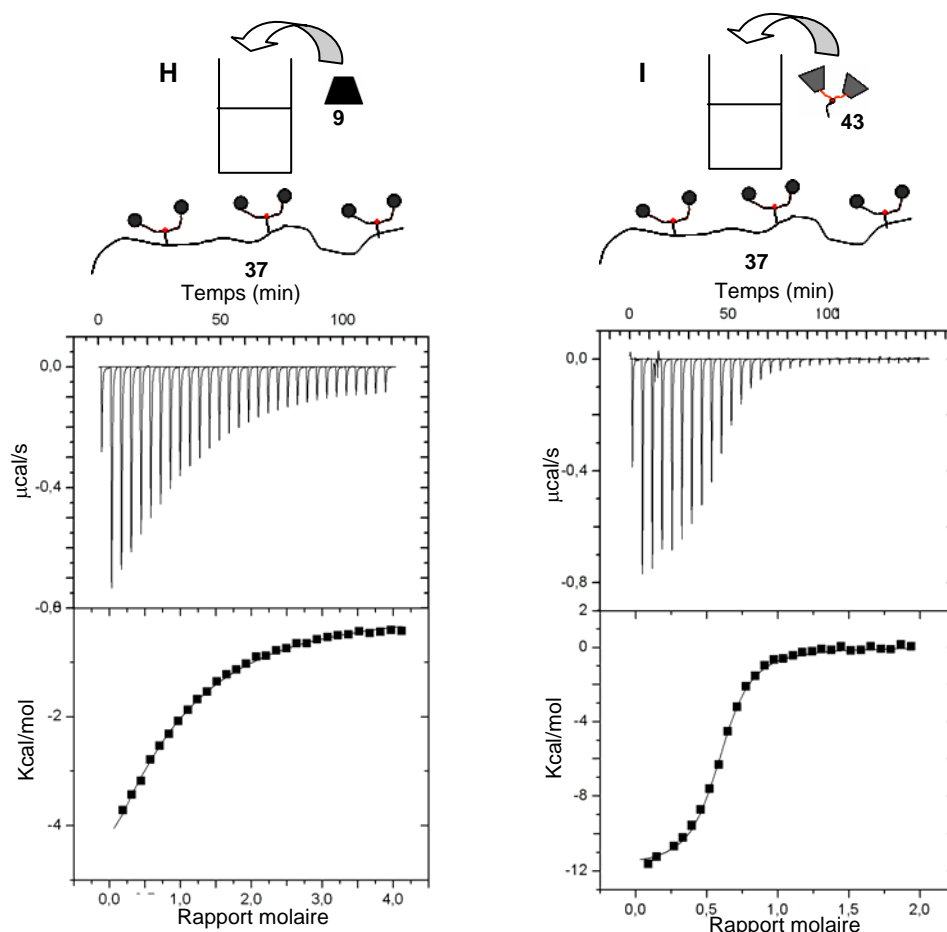 H
9
37
Temps (min)
0 50 100
0,0
-0,4
-0,8
μcal/s
-2
-4
Kcal/mol
0,0 1,0 2,0 3,0 4,0
Rapport molaire
I
43
37
Temps (min)
0 50 100
0,0
-0,4
-0,8
μcal/s
2
0
-4
-8
-12
Kcal/mol
0,0 0,5 1,0 1,5 2,0
Rapport molaire